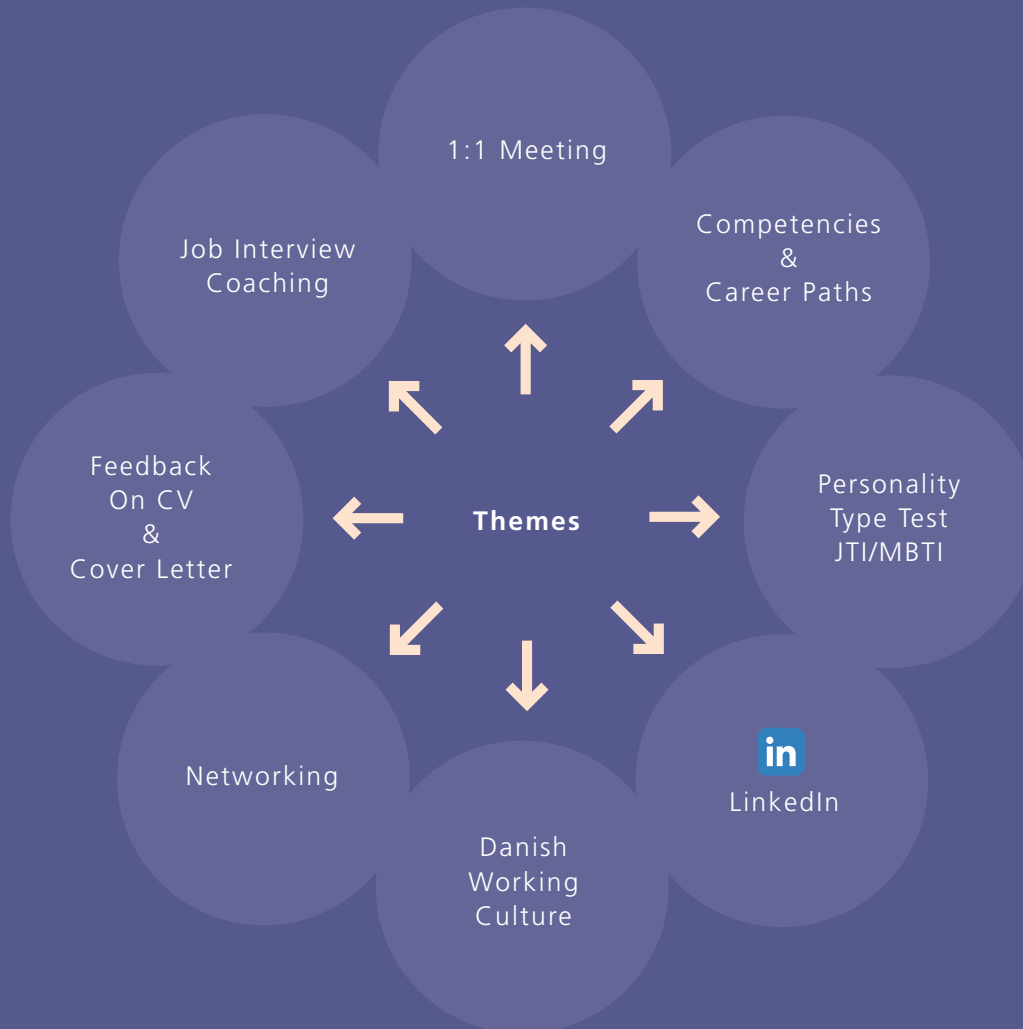 1:1 Meeting
Competencies
&
Career Paths
Personality
Type Test
JTI/MBTI
in
LinkedIn
Danish
Working
Culture
Networking
Feedback
On CV
&
Cover Letter
Job Interview
Coaching
Themes